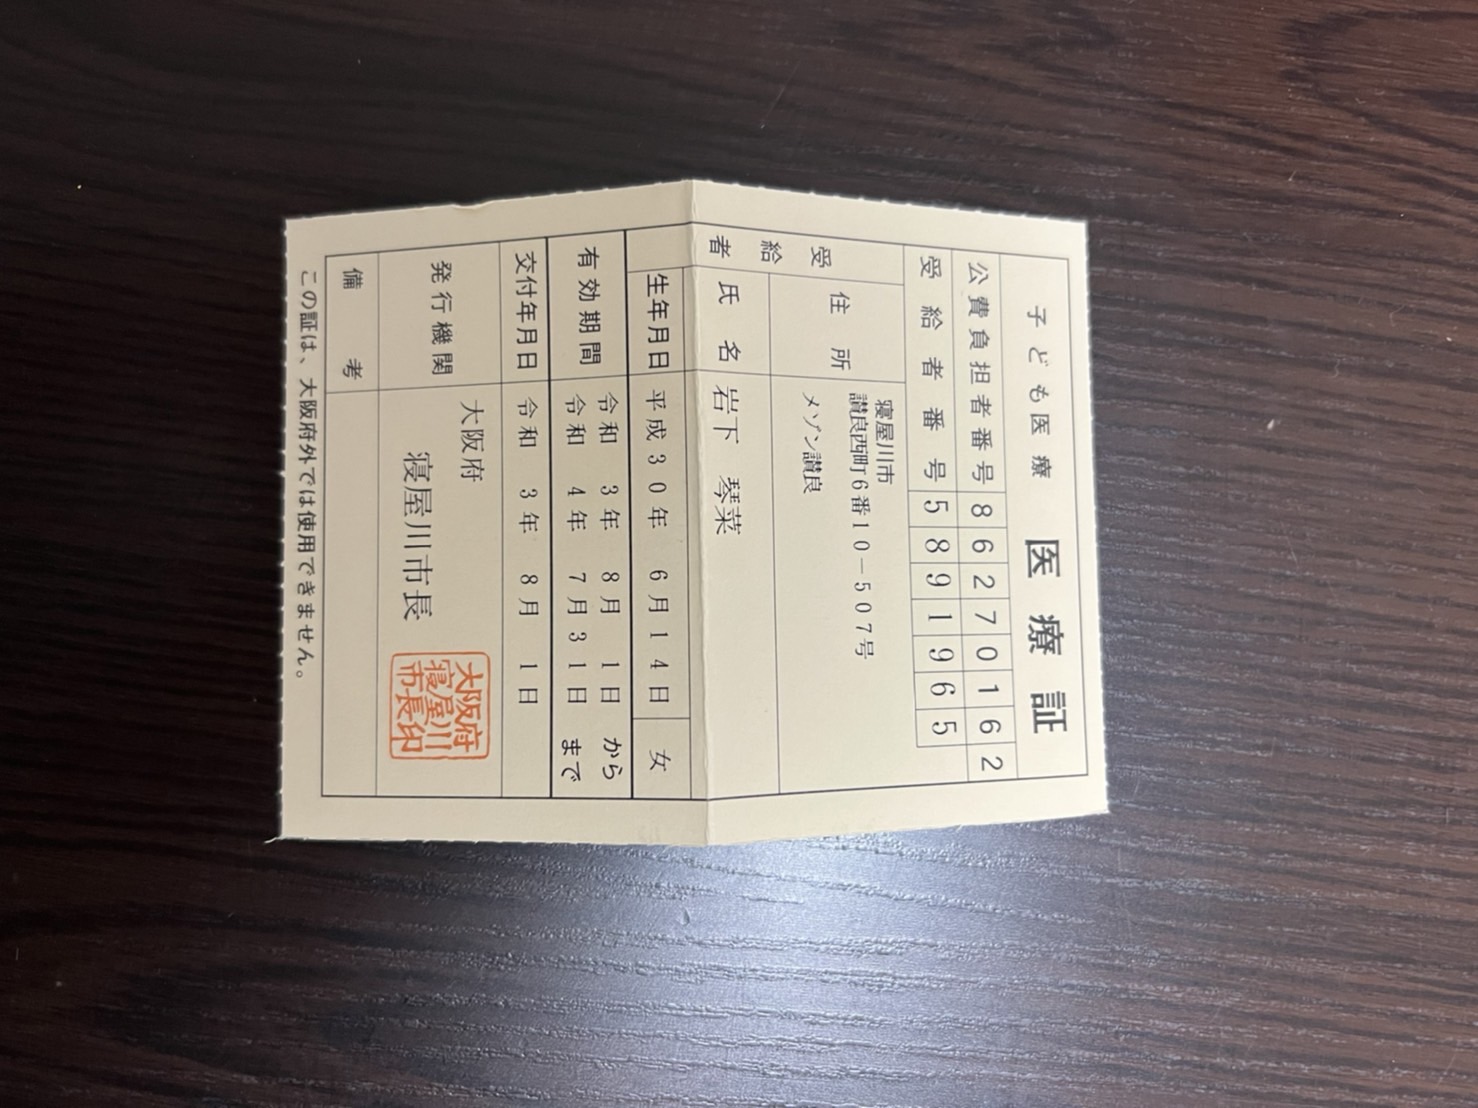 子ども医療 医療証
公費負担者番号 86270162
受給者番号 5891965
受給者 住所 寝屋川市
讃良西町6番10-507号
メゾン讃良
氏名 岩下 琴菜
生年月日 平成30年 6月14日 女
有効期間 令和 3年 8月 1日 から
令和 4年 7月31日 まで
交付年月日 令和 3年 8月 1日
発行機関 大阪府
寝屋川市長
大阪府
寝屋川
市長印
備考
この証は、大阪府外では使用できません。